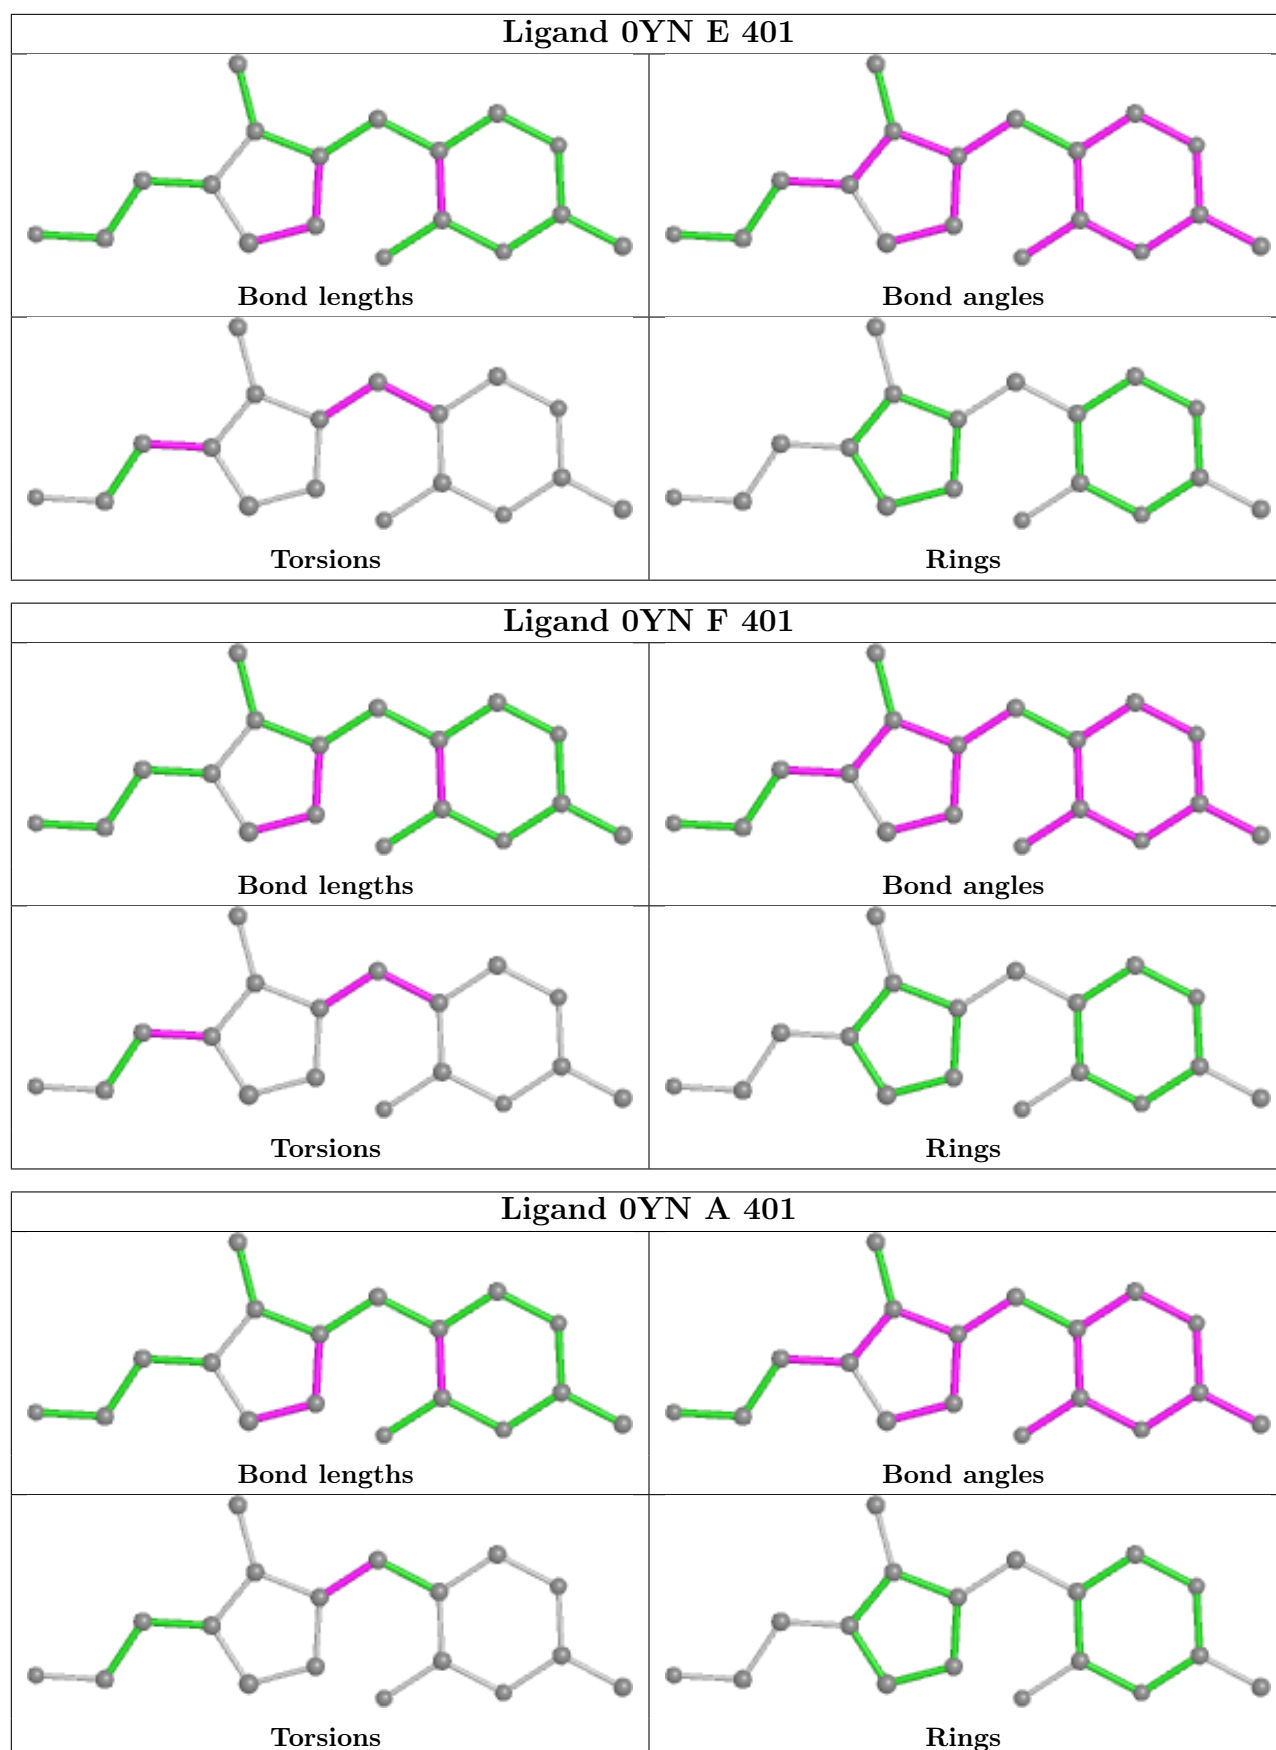 Ligand 0YN E 401
Bond lengths
Bond angles
Torsions
Rings
Ligand 0YN F 401
Bond lengths
Bond angles
Torsions
Rings
Ligand 0YN A 401
Bond lengths
Bond angles
Torsions
Rings